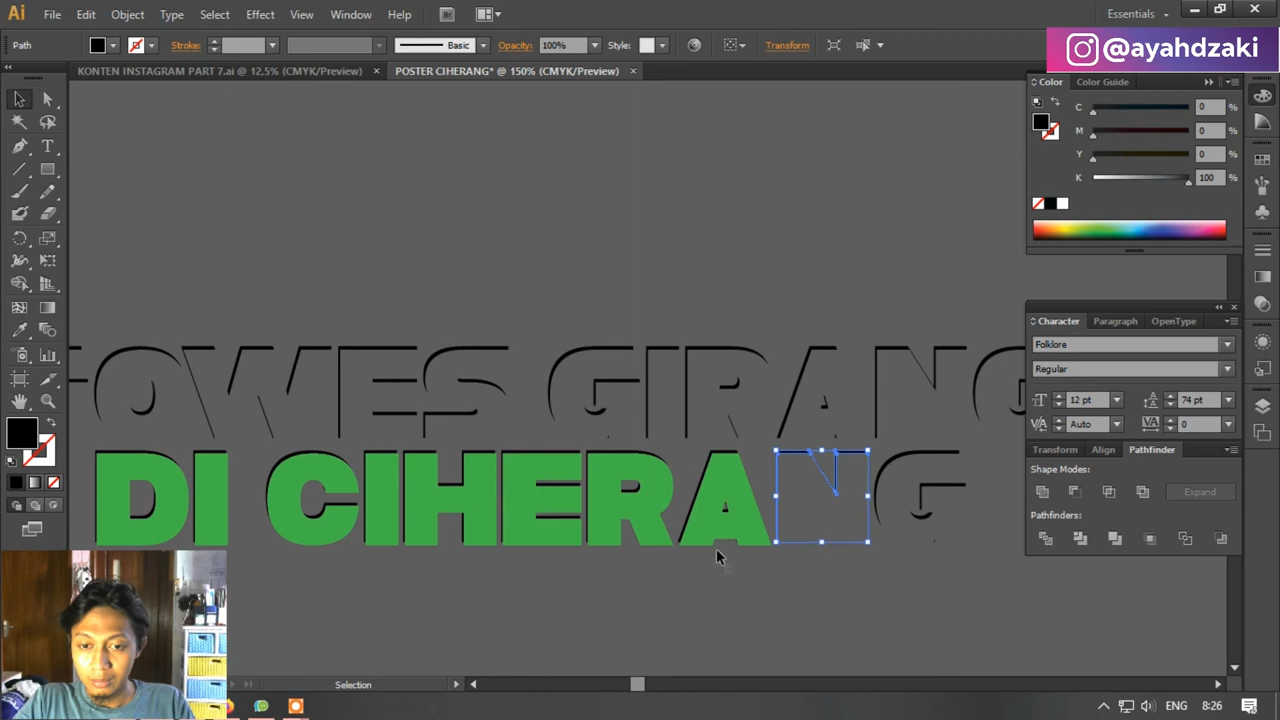 Ai File Edit Object Type Select Effect View Window Help Br Essentials
@ayahdzaki
Path Stroke: Basic Opacity: 100% Style: Transform
KONTEN INSTAGRAM PART 7.ai @ 12,5% (CMYK/Preview) × POSTER CIHERANG* @ 150% (CMYK/Preview) ×
Color Color Guide
C 0 %
M 0 %
Y 0 %
K 100 %
Character Paragraph OpenType
Folklore
Regular
12 pt 74 pt
Auto 0
Transform Align Pathfinder
Shape Modes:
Expand
Pathfinders:
TOWES GIRANG
DI CIHERANG
Selection
ENG 8:26